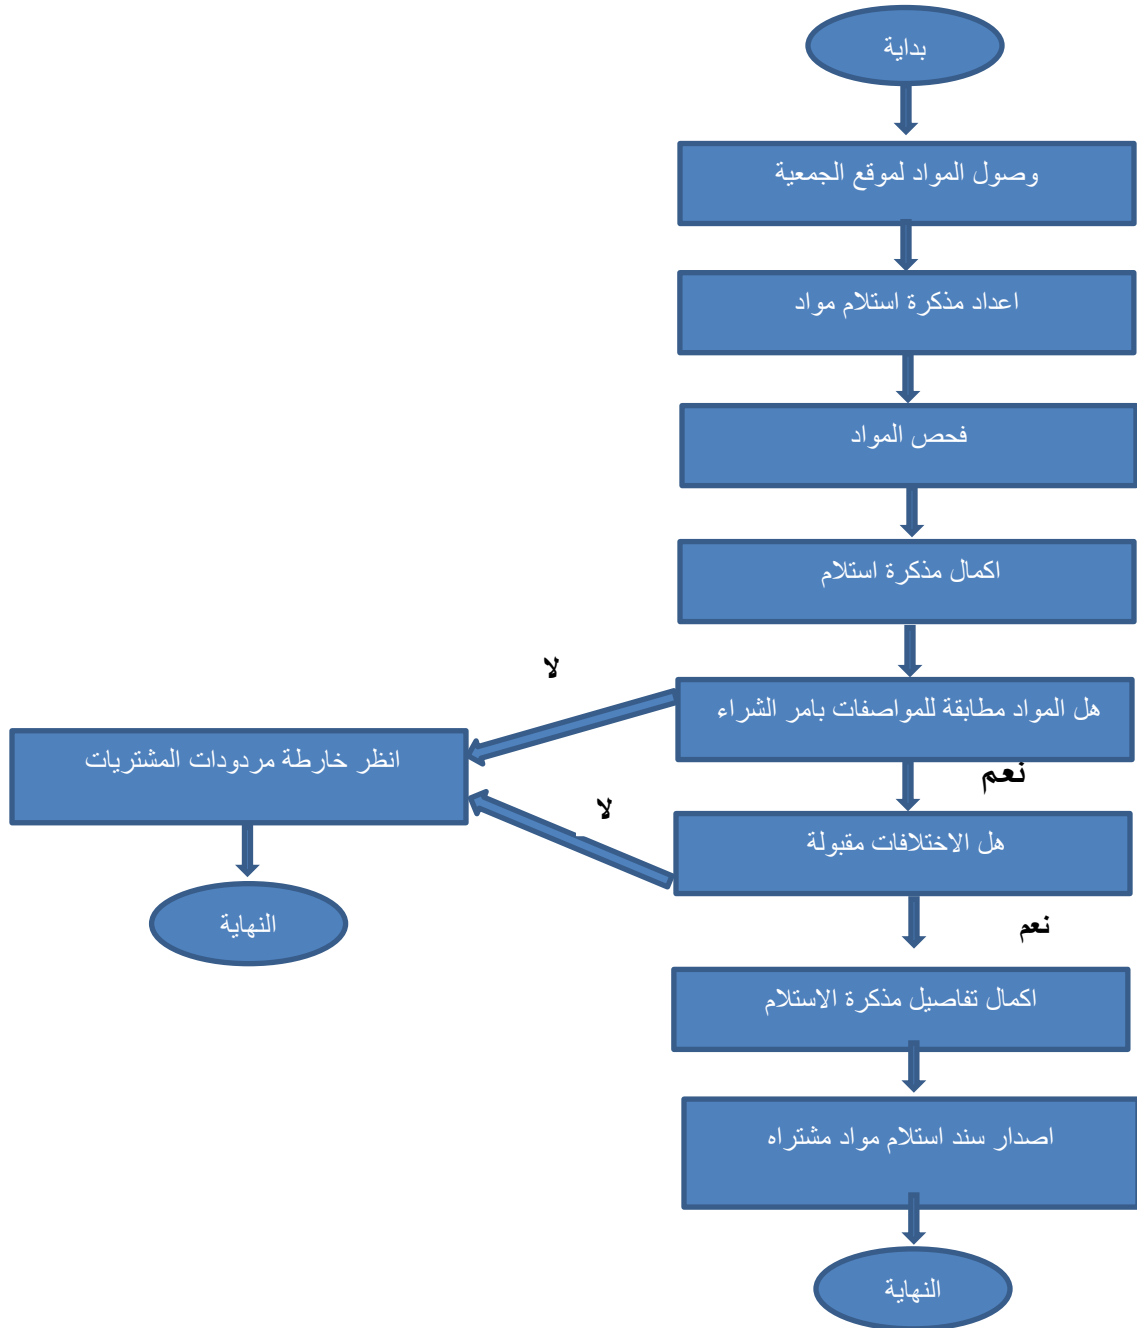 بداية
وصول المواد لموقع الجمعية
اعداد مذكرة استلام مواد
فحص المواد
اكمال مذكرة استلام
لا
هل المواد مطابقة للمواصفات بامر الشراء
انظر خارطة مردودات المشتريات
نعم
لا
هل الاختلافات مقبولة
النهاية
نعم
اكمال تفاصيل مذكرة الاستلام
اصدار سند استلام مواد مشتراه
النهاية